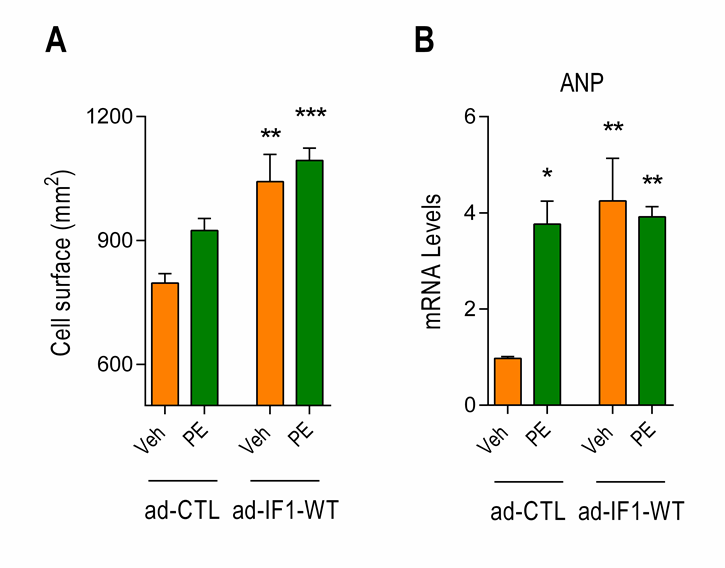 A
Cell surface (mm²)
1200
900
600
**
***
Veh
PE
Veh
PE
ad-CTL
ad-IF1-WT
B
ANP
mRNA Levels
6
4
2
0
*
**
**
Veh
PE
Veh
PE
ad-CTL
ad-IF1-WT